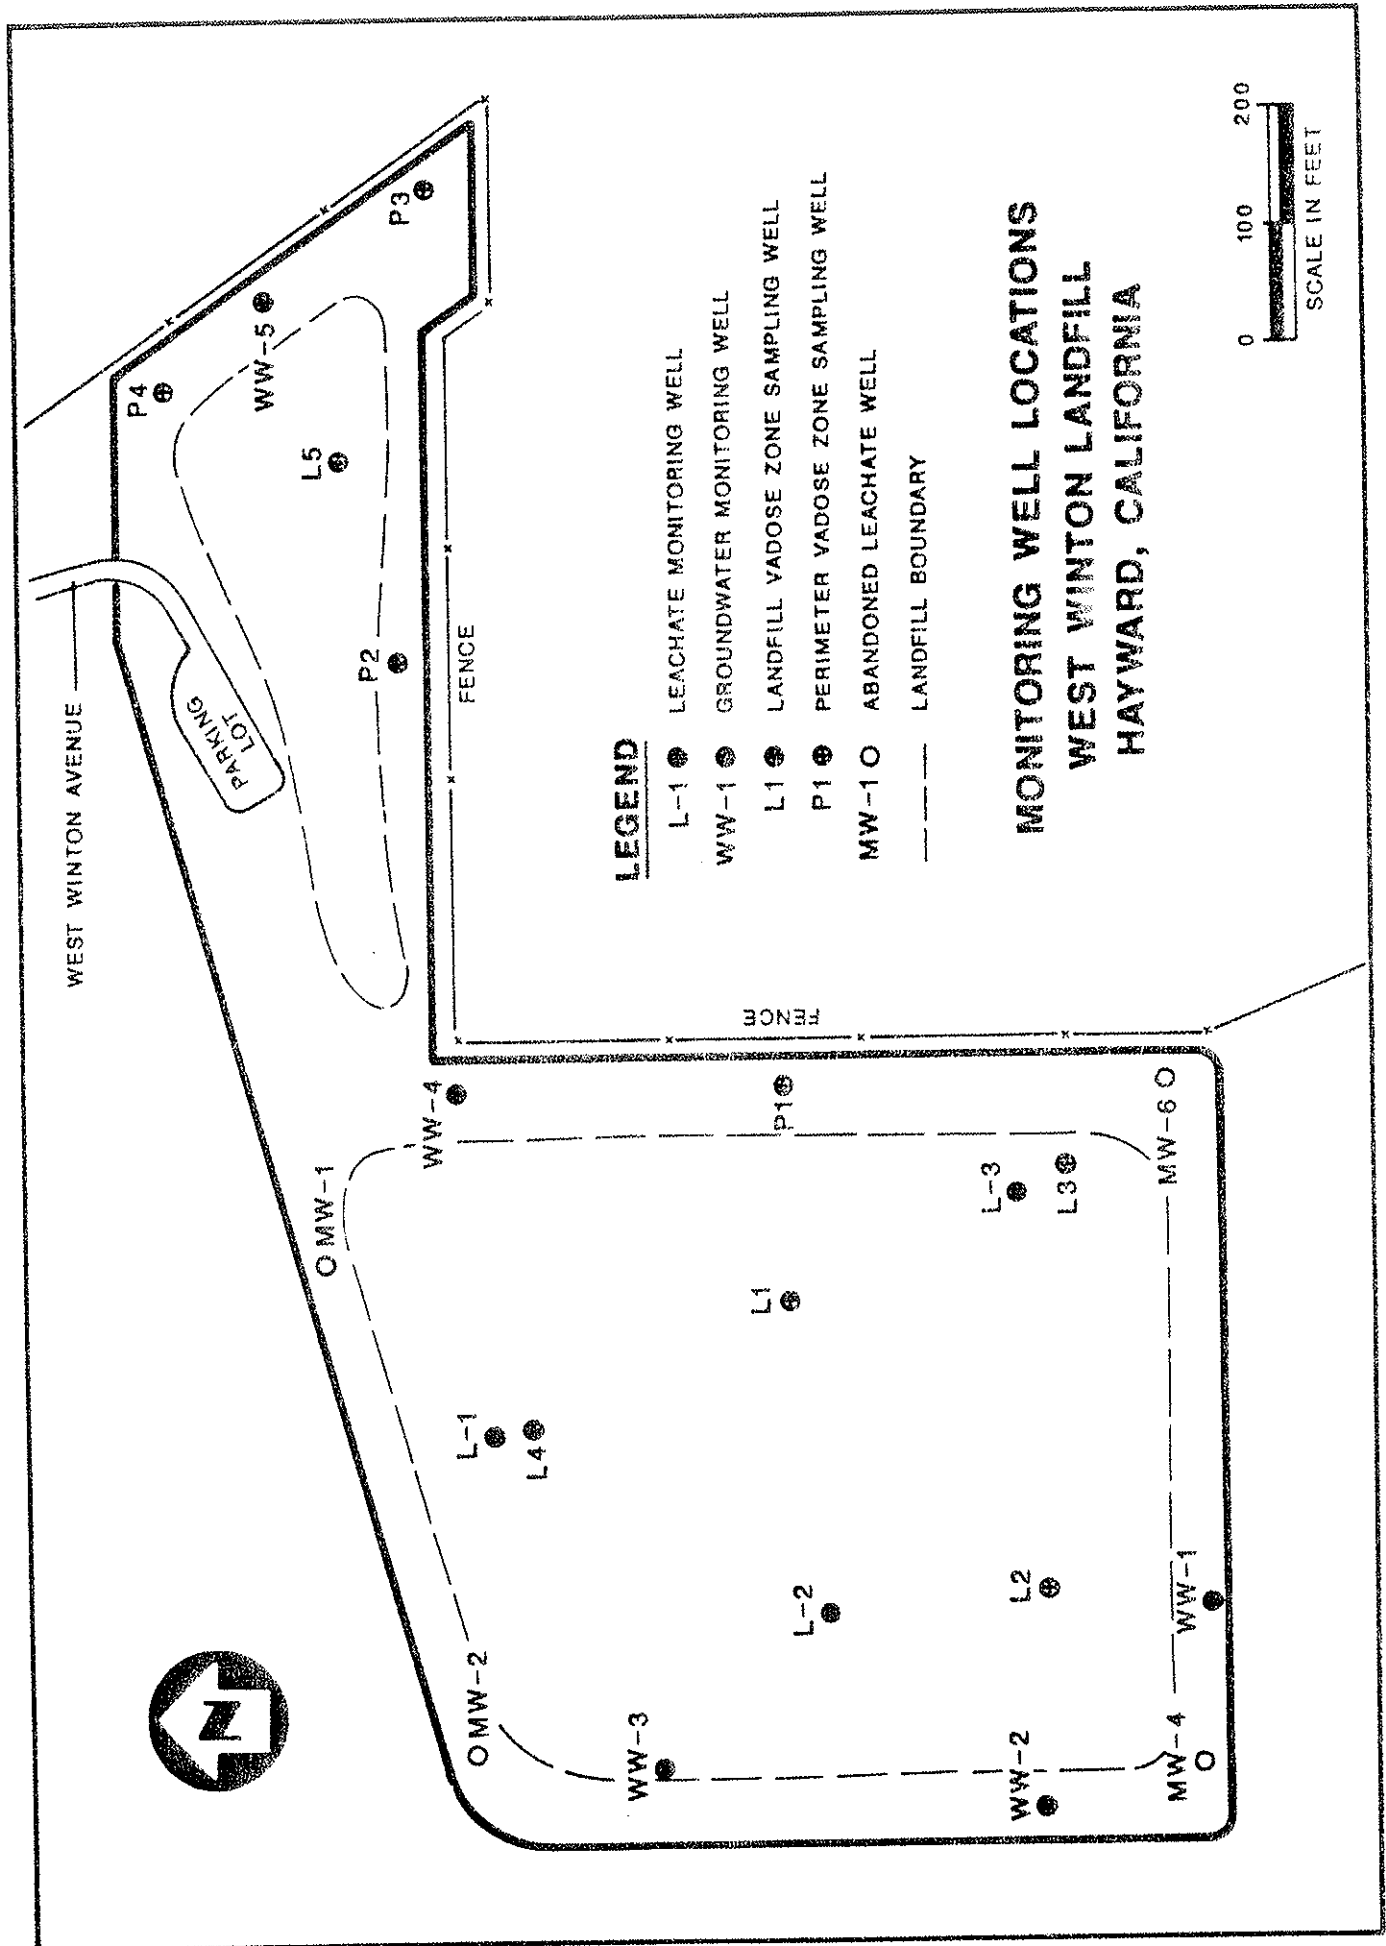 WEST WINTON AVENUE
PARKING
LOT
P4
WW-5
L5
P3
P2
FENCE
FENCE
WW-4
MW-1
P1
MW-6
L-3
L3
L1
L-1
L4
L-2
L2
WW-1
MW-2
WW-3
WW-2
MW-4
N
LEGEND
L-1 LEACHATE MONITORING WELL
WW-1 GROUNDWATER MONITORING WELL
L1 LANDFILL VADOSE ZONE SAMPLING WELL
P1 PERIMETER VADOSE ZONE SAMPLING WELL
MW-1 ABANDONED LEACHATE WELL
LANDFILL BOUNDARY
MONITORING WELL LOCATIONS
WEST WINTON LANDFILL
HAYWARD, CALIFORNIA
0 100 200
SCALE IN FEET